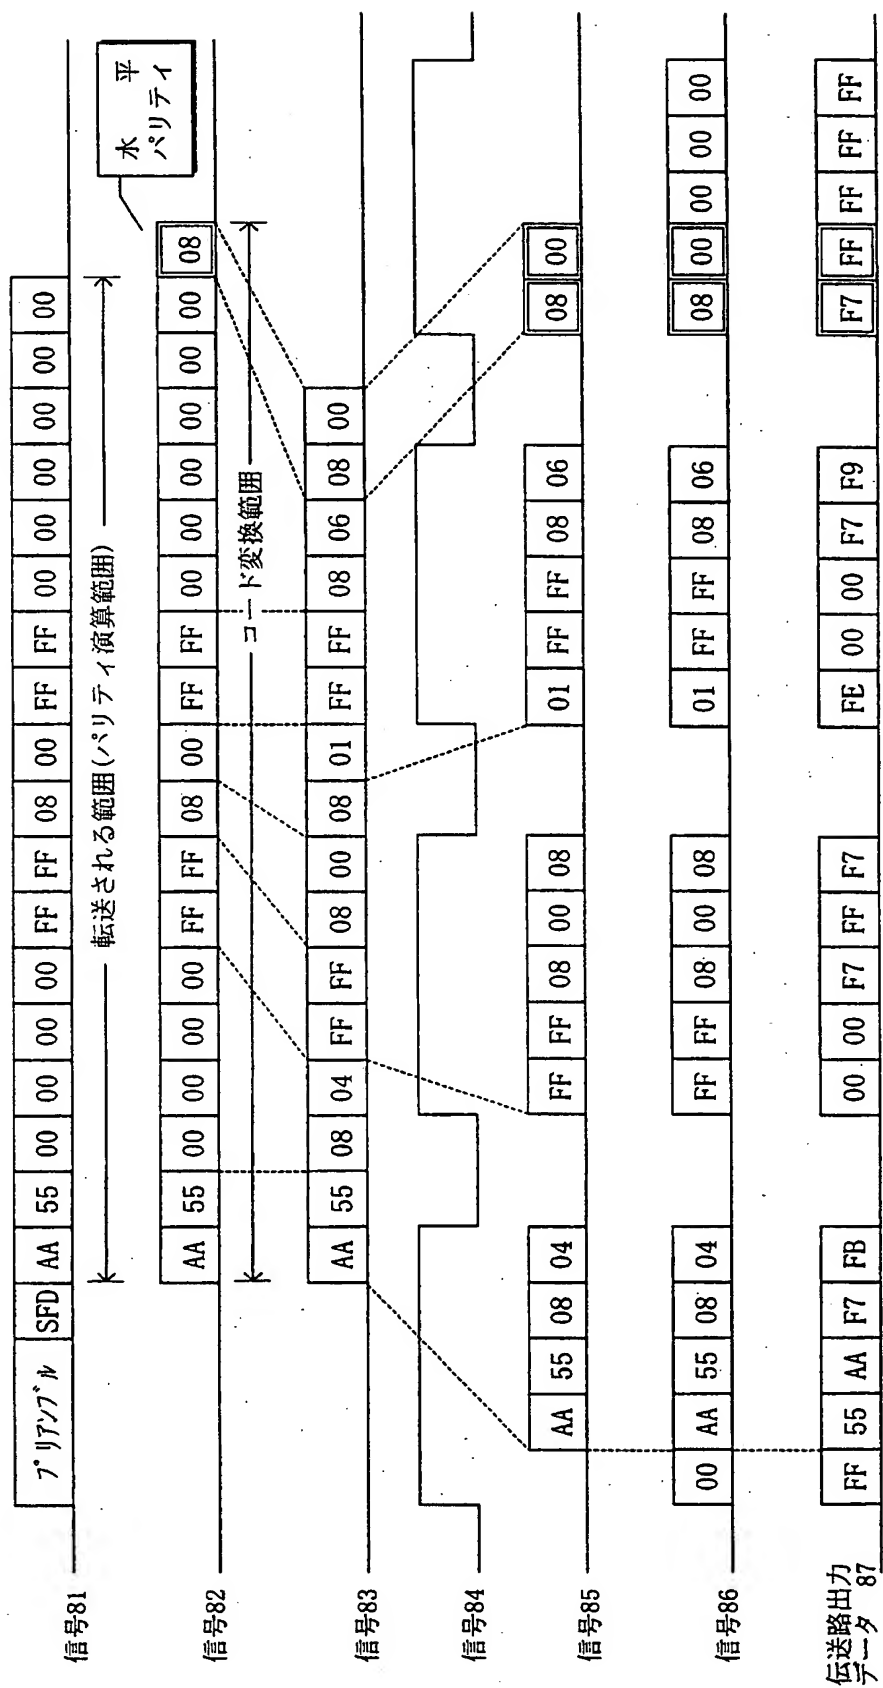 信号81 プリアンブル SFD AA 55 00 00 00 00 FF FF 08 00 FF FF 00 00 00 00 00 00
転送される範囲(パリティ演算範囲)
水平
パリティ
信号82 AA 55 00 00 00 00 FF FF 08 00 FF FF 00 00 00 00 00 00 08
コード変換範囲
信号83 AA 55 08 04 FF FF 08 00 08 01 FF FF 08 06 08 00
信号84
信号85 AA 55 08 04 FF FF 08 00 08 01 FF FF 08 06 08 00
信号86 00 AA 55 08 04 FF FF 08 00 08 01 FF FF 08 06 08 00 00 00 00
伝送路出力
データ 87 FF 55 AA F7 FB 00 00 F7 FF F7 FE 00 00 F7 F9 F7 FF FF FF FF